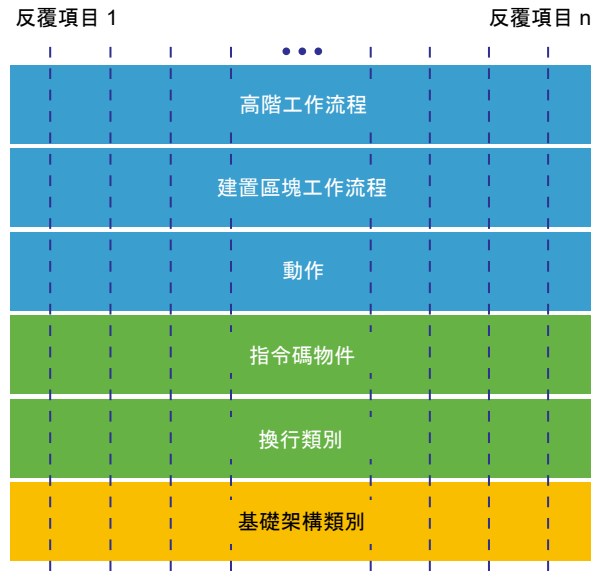 反覆項目 1
反覆項目 n
高階工作流程
建置區塊工作流程
動作
指令碼物件
換行類別
基礎架構類別